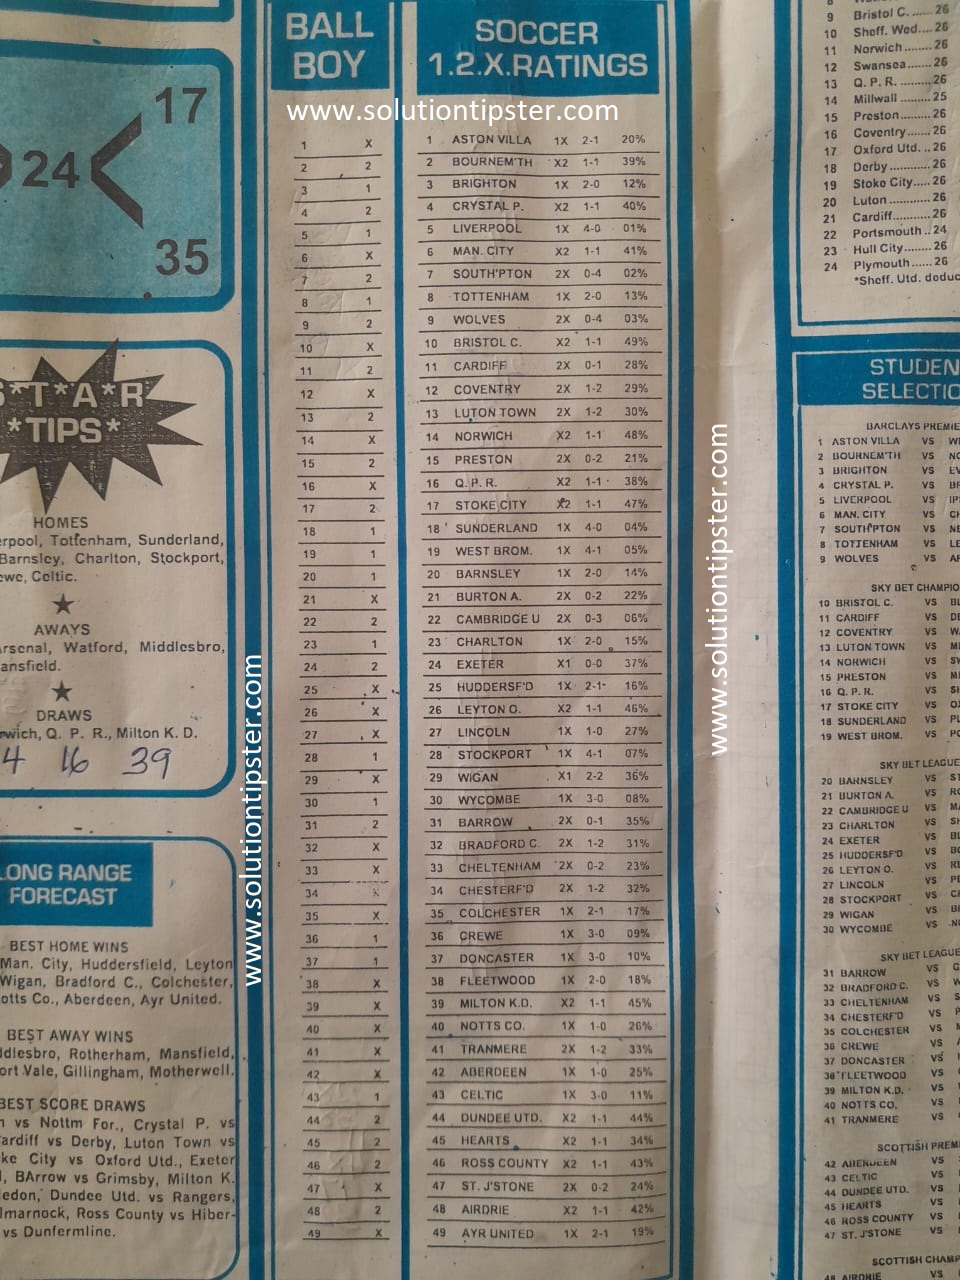 17
24
35
S*T*A*R
*TIPS*
HOMES
rpool, Tottenham, Sunderland,
Barnsley, Charlton, Stockport,
ewe, Celtic.
AWAYS
rsenal, Watford, Middlesbro,
ansfield.
DRAWS
rwich, Q. P. R., Milton K. D.
4 16 39
LONG RANGE
FORECAST
BEST HOME WINS
Man. City, Huddersfield, Leyton
Wigan, Bradford C., Colchester,
otts Co., Aberdeen, Ayr United.
BEST AWAY WINS
ddlesbro, Rotherham, Mansfield,
ort Vale, Gillingham, Motherwell.
BEST SCORE DRAWS
n vs Nottm For., Crystal P. vs
ardiff vs Derby, Luton Town vs
ke City vs Oxford Utd., Exeter
BArrow vs Grimsby, Milton K.
ledon, Dundee Utd. vs Rangers,
lmarnock, Ross County vs Hiber-
vs Dunfermline.
www.solutiontipster.com
BALL
BOY
1 X
2 2
3 1
4 2
5 1
6 X
7 2
8 1
9 2
10 X
11 2
12 X
13 2
14 X
15 2
16 X
17 2
18 1
19 1
20 1
21 X
22 2
23 1
24 2
25 X
26 X
27 X
28 1
29 X
30 1
31 2
32 X
33 X
34 X
35 X
36 1
37 1
38 X
39 X
40 X
41 X
42 X
43 1
44 2
45 2
46 2
47 X
48 2
49 X
SOCCER
1.2.X.RATINGS
www.solutiontipster.com
1 ASTON VILLA 1X 2-1 20%
2 BOURNEM'TH X2 1-1 39%
3 BRIGHTON 1X 2-0 12%
4 CRYSTAL P. X2 1-1 40%
5 LIVERPOOL 1X 4-0 01%
6 MAN. CITY X2 1-1 41%
7 SOUTH'PTON 2X 0-4 02%
8 TOTTENHAM 1X 2-0 13%
9 WOLVES 2X 0-4 03%
10 BRISTOL C. X2 1-1 49%
11 CARDIFF 2X 0-1 28%
12 COVENTRY 2X 1-2 29%
13 LUTON TOWN 2X 1-2 30%
14 NORWICH X2 1-1 48%
15 PRESTON 2X 0-2 21%
16 Q. P. R. X2 1-1 38%
17 STOKE CITY X2 1-1 47%
18 SUNDERLAND 1X 4-0 04%
19 WEST BROM. 1X 4-1 05%
20 BARNSLEY 1X 2-0 14%
21 BURTON A. 2X 0-2 22%
22 CAMBRIDGE U 2X 0-3 06%
23 CHARLTON 1X 2-0 15%
24 EXETER X1 0-0 37%
25 HUDDERSF'D 1X 2-1 16%
26 LEYTON O. X2 1-1 46%
27 LINCOLN 1X 1-0 27%
28 STOCKPORT 1X 4-1 07%
29 WIGAN X1 2-2 36%
30 WYCOMBE 1X 3-0 08%
31 BARROW 2X 0-1 35%
32 BRADFORD C. 2X 1-2 31%
33 CHELTENHAM 2X 0-2 23%
34 CHESTERF'D 2X 1-2 32%
35 COLCHESTER 1X 2-1 17%
36 CREWE 1X 3-0 09%
37 DONCASTER 1X 3-0 10%
38 FLEETWOOD 1X 2-0 18%
39 MILTON K.D. X2 1-1 45%
40 NOTTS CO. 1X 1-0 26%
41 TRANMERE 2X 1-2 33%
42 ABERDEEN 1X 1-0 25%
43 CELTIC 1X 3-0 11%
44 DUNDEE UTD. X2 1-1 44%
45 HEARTS X2 1-1 34%
46 ROSS COUNTY X2 1-1 43%
47 ST. J'STONE 2X 0-2 24%
48 AIRDRIE X2 1-1 42%
49 AYR UNITED 1X 2-1 19%
www.solutiontipster.com
9 Bristol C. ..... 26
10 Sheff. Wed.... 26
11 Norwich ........ 26
12 Swansea....... 26
13 Q. P. R. ......... 26
14 Millwall ......... 25
15 Preston.......... 26
16 Coventry....... 26
17 Oxford Utd. .. 26
18 Derby ............ 26
19 Stoke City..... 26
20 Luton ............ 26
21 Cardiff........... 26
22 Portsmouth .. 24
23 Hull City........ 26
24 Plymouth ...... 26
*Sheff. Utd. deduc
STUDEN
SELECTIO
BARCLAYS PREMIE
1 ASTON VILLA VS W
2 BOURNEM'TH VS NO
3 BRIGHTON VS EV
4 CRYSTAL P. VS BR
5 LIVERPOOL VS IP
6 MAN. CITY VS CH
7 SOUTH'PTON VS NE
8 TOTTENHAM VS LE
9 WOLVES VS AR
SKY BET CHAMPIO
10 BRISTOL C. VS BL
11 CARDIFF VS DE
12 COVENTRY VS WA
13 LUTON TOWN VS MI
14 NORWICH VS SW
15 PRESTON VS MI
16 Q. P. R. VS SH
17 STOKE CITY VS OX
18 SUNDERLAND VS PL
19 WEST BROM. VS PO
SKY BET LEAGUE
20 BARNSLEY VS ST
21 BURTON A. VS RO
22 CAMBRIDGE U VS MA
23 CHARLTON VS SH
24 EXETER VS BL
25 HUDDERSF'D VS BO
26 LEYTON O. VS RE
27 LINCOLN VS PE
28 STOCKPORT VS CA
29 WIGAN VS BR
30 WYCOMBE VS NO
SKY BET LEAGUE
31 BARROW VS G
32 BRADFORD C. VS W
33 CHELTENHAM VS S
34 CHESTERF'D VS P
35 COLCHESTER VS M
36 CREWE VS A
37 DONCASTER VS
38 FLEETWOOD VS
39 MILTON K.D. VS
40 NOTTS CO. VS
41 TRANMERE VS
SCOTTISH PREM
42 ABERDEEN VS
43 CELTIC VS
44 DUNDEE UTD. VS
45 HEARTS VS
46 ROSS COUNTY VS
47 ST. J'STONE VS
SCOTTISH CHAMP
48 AIRDRIE VS